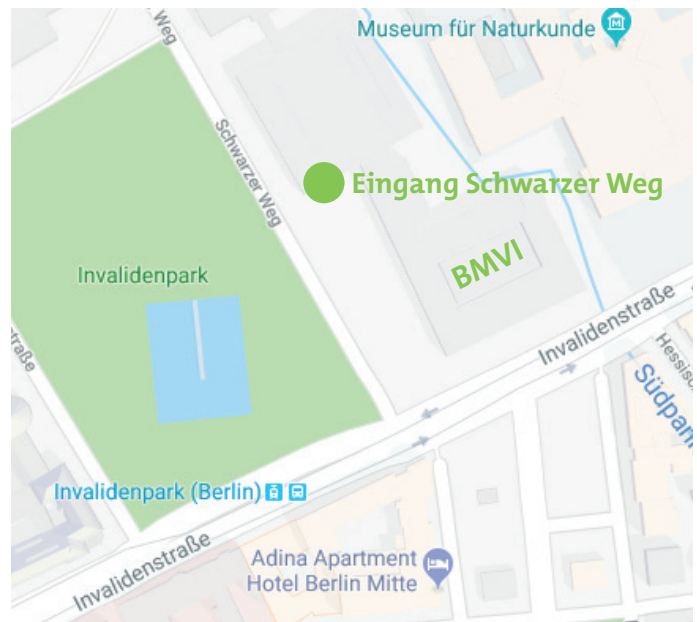 Museum für Naturkunde
Weg
Schwarzer Weg
Eingang Schwarzer Weg
BMVI
Invalidenpark
Invalidenstraße
straße
Hessisc
Südpan
Invalidenpark (Berlin)
Invalidenstraße
Adina Apartment
Hotel Berlin Mitte